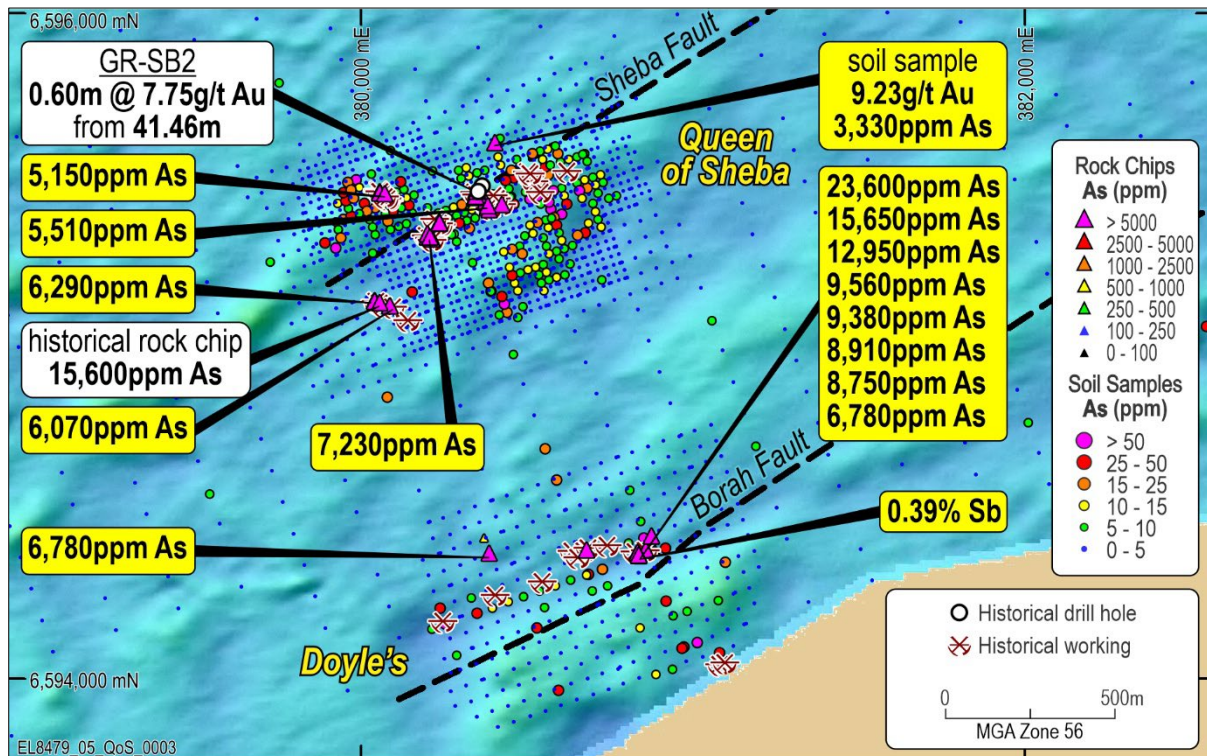 6,596,000 mN
380,000 mE
382,000 mE
GR-SB2
0.60m @ 7.75g/t Au
from 41.46m
Sheba Fault
soil sample
9.23g/t Au
3,330ppm As
Queen
of Sheba
5,150ppm As
5,510ppm As
6,290ppm As
historical rock chip
15,600ppm As
6,070ppm As
7,230ppm As
23,600ppm As
15,650ppm As
12,950ppm As
9,560ppm As
9,380ppm As
8,910ppm As
8,750ppm As
6,780ppm As
Rock Chips
As (ppm)
> 5000
2500 - 5000
1000 - 2500
500 - 1000
250 - 500
100 - 250
0 - 100
Soil Samples
As (ppm)
> 50
25 - 50
15 - 25
10 - 15
5 - 10
0 - 5
Borah Fault
0.39% Sb
6,780ppm As
Doyle's
Historical drill hole
Historical working
0
500m
MGA Zone 56
6,594,000 mN
EL8479_05_QoS_0003